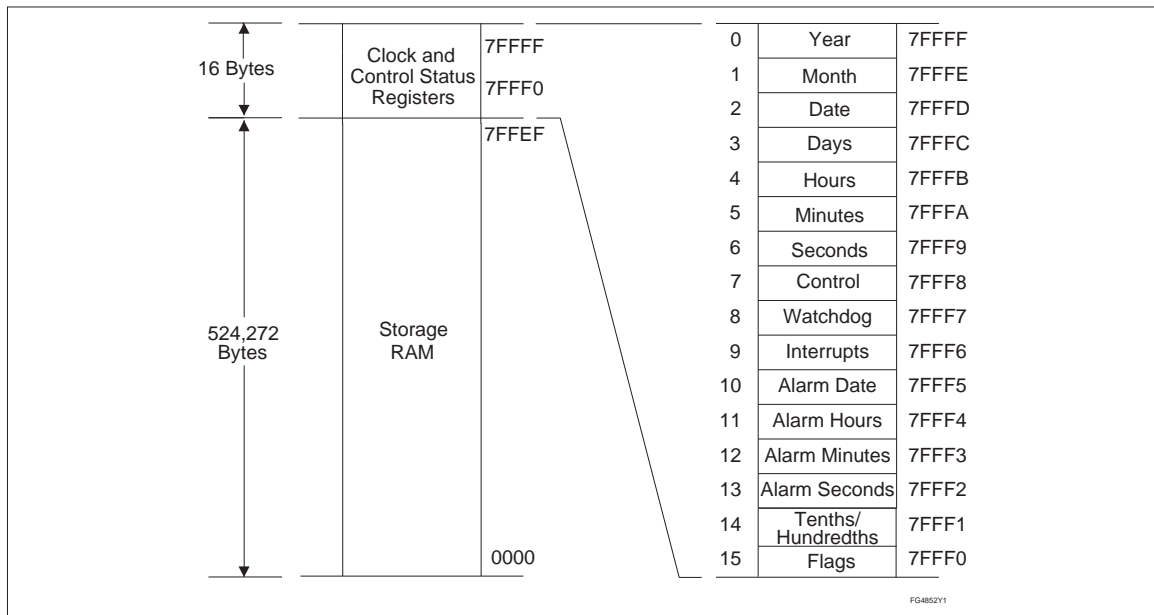 16 Bytes
Clock and
Control Status
Registers
7FFFF
7FFF0
7FFEF
524,272
Bytes
Storage
RAM
0000
0 Year 7FFFF
1 Month 7FFFE
2 Date 7FFFD
3 Days 7FFFC
4 Hours 7FFFB
5 Minutes 7FFFA
6 Seconds 7FFF9
7 Control 7FFF8
8 Watchdog 7FFF7
9 Interrupts 7FFF6
10 Alarm Date 7FFF5
11 Alarm Hours 7FFF4
12 Alarm Minutes 7FFF3
13 Alarm Seconds 7FFF2
14 Tenths/
Hundredths 7FFF1
15 Flags 7FFF0
FG4852Y1